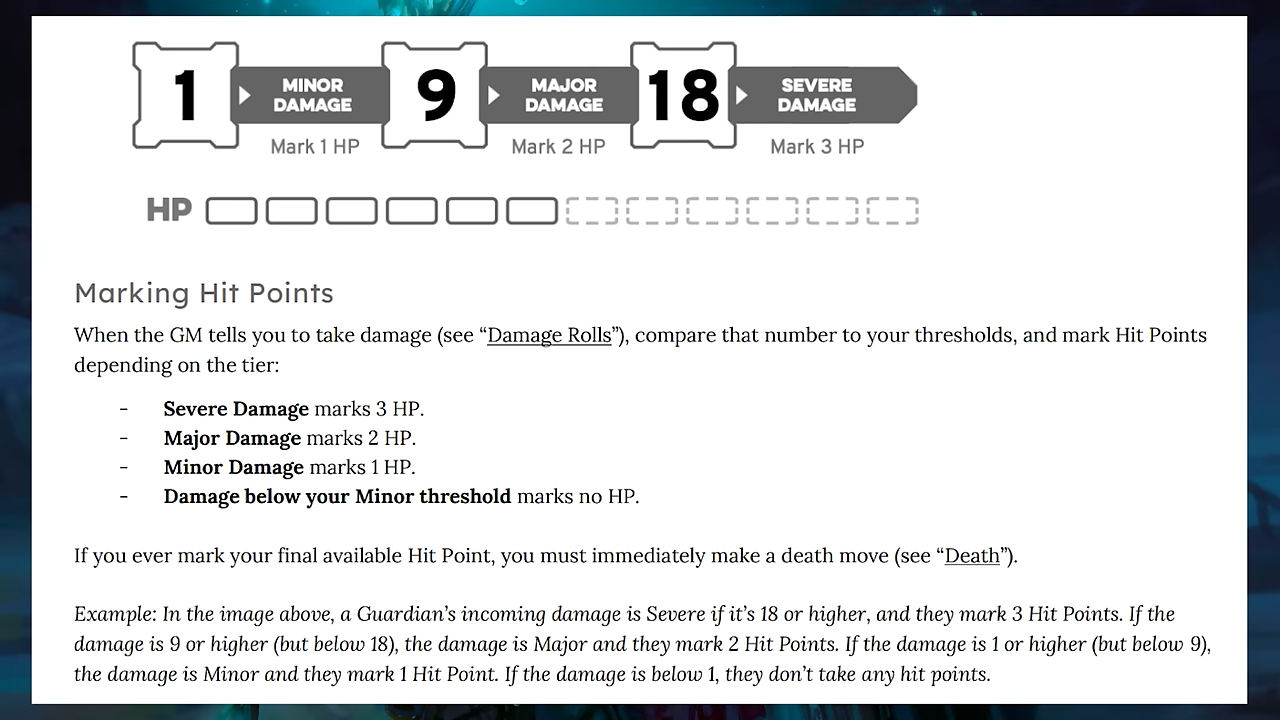 1 MINOR DAMAGE 9 MAJOR DAMAGE 18 SEVERE DAMAGE
Mark 1 HP Mark 2 HP Mark 3 HP
HP
Marking Hit Points
When the GM tells you to take damage (see “Damage Rolls”), compare that number to your thresholds, and mark Hit Points
depending on the tier:
- Severe Damage marks 3 HP.
- Major Damage marks 2 HP.
- Minor Damage marks 1 HP.
- Damage below your Minor threshold marks no HP.
If you ever mark your final available Hit Point, you must immediately make a death move (see “Death”).
Example: In the image above, a Guardian’s incoming damage is Severe if it’s 18 or higher, and they mark 3 Hit Points. If the
damage is 9 or higher (but below 18), the damage is Major and they mark 2 Hit Points. If the damage is 1 or higher (but below 9),
the damage is Minor and they mark 1 Hit Point. If the damage is below 1, they don’t take any hit points.